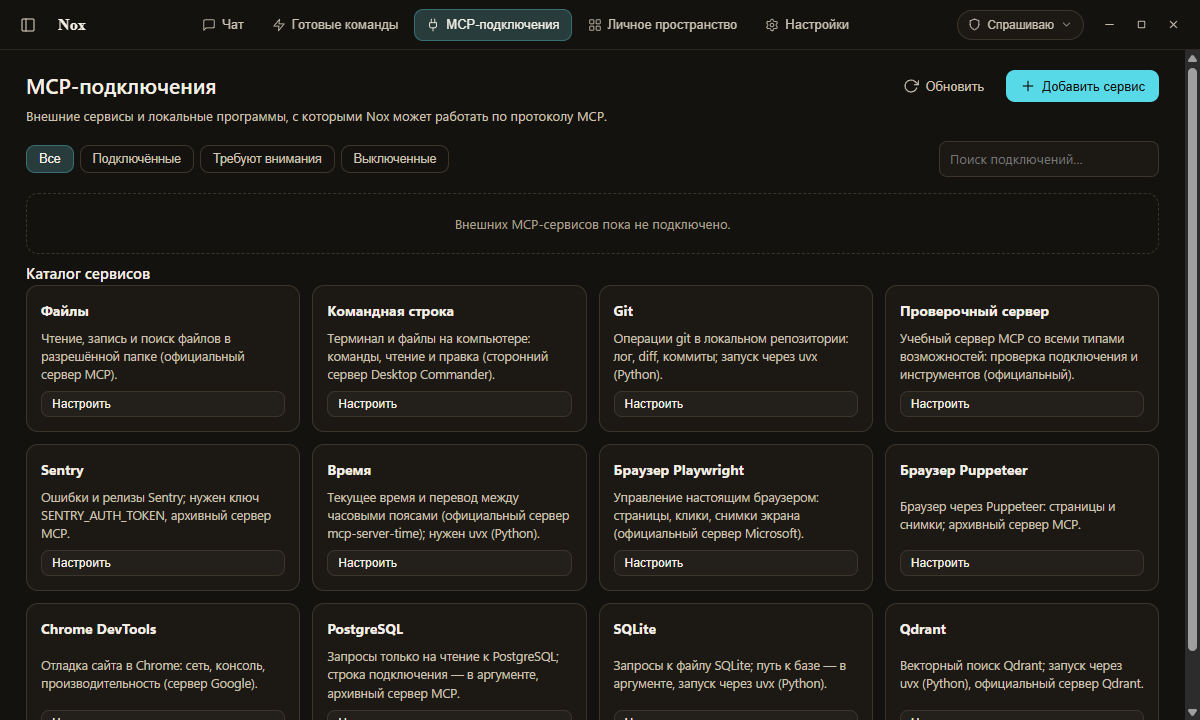 Nox
Чат
Готовые команды
MCP-подключения
Личное пространство
Настройки
Спрашиваю
MCP-подключения
Обновить
Добавить сервис
Внешние сервисы и локальные программы, с которыми Nox может работать по протоколу MCP.
Все
Подключённые
Требуют внимания
Выключенные
Поиск подключений...
Внешних MCP-сервисов пока не подключено.
Каталог сервисов
Файлы
Чтение, запись и поиск файлов в
разрешённой папке (официальный
сервер MCP).
Настроить
Командная строка
Терминал и файлы на компьютере:
команды, чтение и правка (сторонний
сервер Desktop Commander).
Настроить
Git
Операции git в локальном репозитории:
лог, diff, коммиты; запуск через uvx
(Python).
Настроить
Проверочный сервер
Учебный сервер MCP со всеми типами
возможностей: проверка подключения и
инструментов (официальный).
Настроить
Sentry
Ошибки и релизы Sentry; нужен ключ
SENTRY_AUTH_TOKEN, архивный сервер
MCP.
Настроить
Время
Текущее время и перевод между
часовыми поясами (официальный сервер
mcp-server-time); нужен uvx (Python).
Настроить
Браузер Playwright
Управление настоящим браузером:
страницы, клики, снимки экрана
(официальный сервер Microsoft).
Настроить
Браузер Puppeteer
Браузер через Puppeteer: страницы и
снимки; архивный сервер MCP.
Настроить
Chrome DevTools
Отладка сайта в Chrome: сеть, консоль,
производительность (сервер Google).
PostgreSQL
Запросы только на чтение к PostgreSQL;
строка подключения — в аргументе,
архивный сервер MCP.
SQLite
Запросы к файлу SQLite; путь к базе — в
аргументе, запуск через uvx (Python).
Qdrant
Векторный поиск Qdrant; запуск через
uvx (Python), официальный сервер Qdrant.